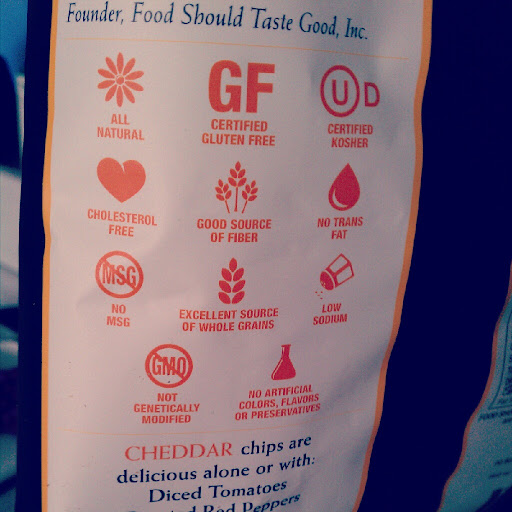 Founder, Food Should Taste Good, Inc.
ALL
NATURAL
GF
CERTIFIED
GLUTEN FREE
U D
CERTIFIED
KOSHER
CHOLESTEROL
FREE
GOOD SOURCE
OF FIBER
NO TRANS
FAT
MSG
NO
MSG
EXCELLENT SOURCE
OF WHOLE GRAINS
LOW
SODIUM
GMO
NOT
GENETICALLY
MODIFIED
NO ARTIFICIAL
COLORS, FLAVORS
OR PRESERVATIVES
CHEDDAR chips are
delicious alone or with:
Diced Tomatoes
Red Peppers